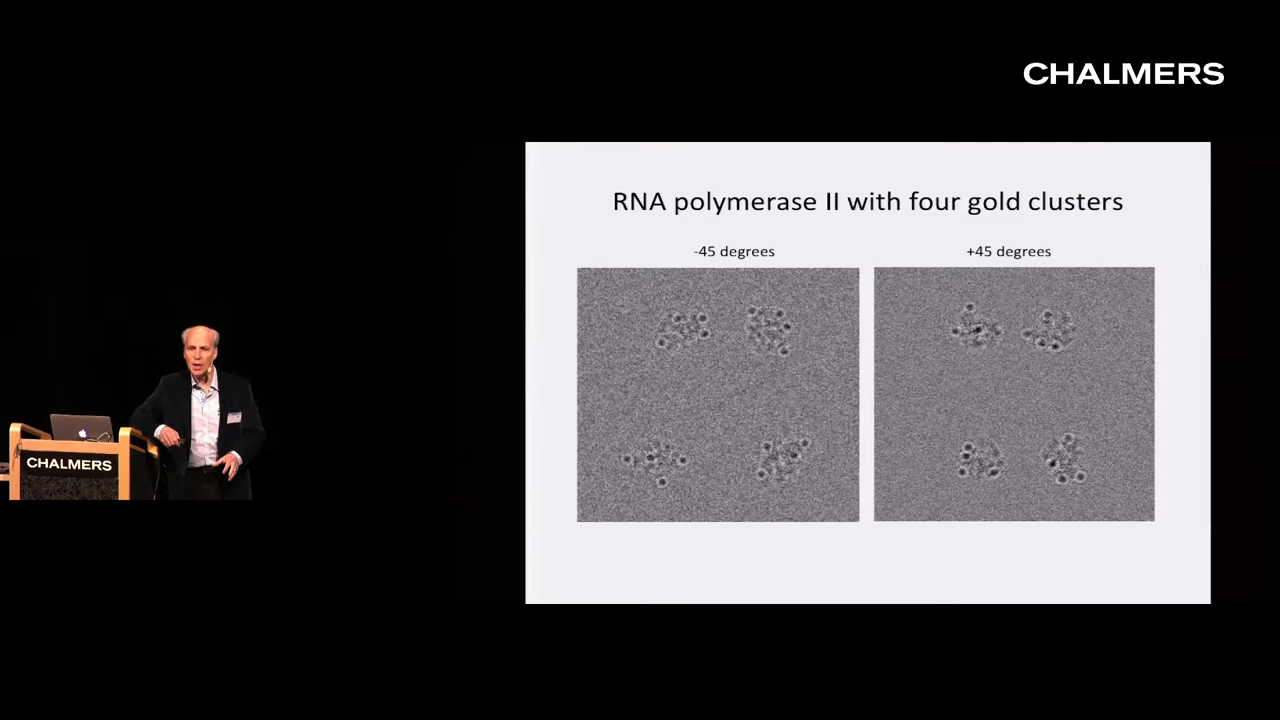 CHALMERS
RNA polymerase II with four gold clusters
-45 degrees
+45 degrees
CHALMERS